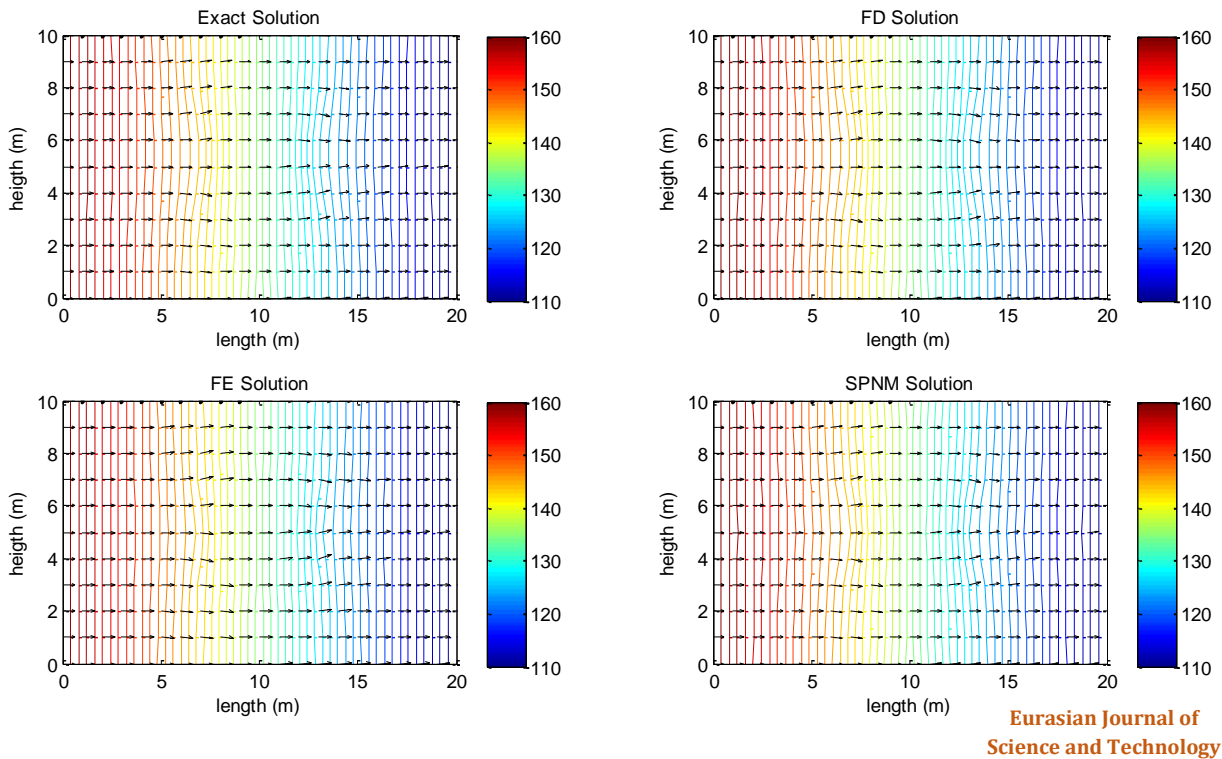 Exact Solution
10
8
6
4
2
0
heigth (m)
0 5 10 15 20
length (m)
160
150
140
130
120
110
FD Solution
10
8
6
4
2
0
heigth (m)
0 5 10 15 20
length (m)
160
150
140
130
120
110
FE Solution
10
8
6
4
2
0
heigth (m)
0 5 10 15 20
length (m)
160
150
140
130
120
110
SPNM Solution
10
8
6
4
2
0
heigth (m)
0 5 10 15 20
length (m)
160
150
140
130
120
110
Eurasian Journal of
Science and Technology